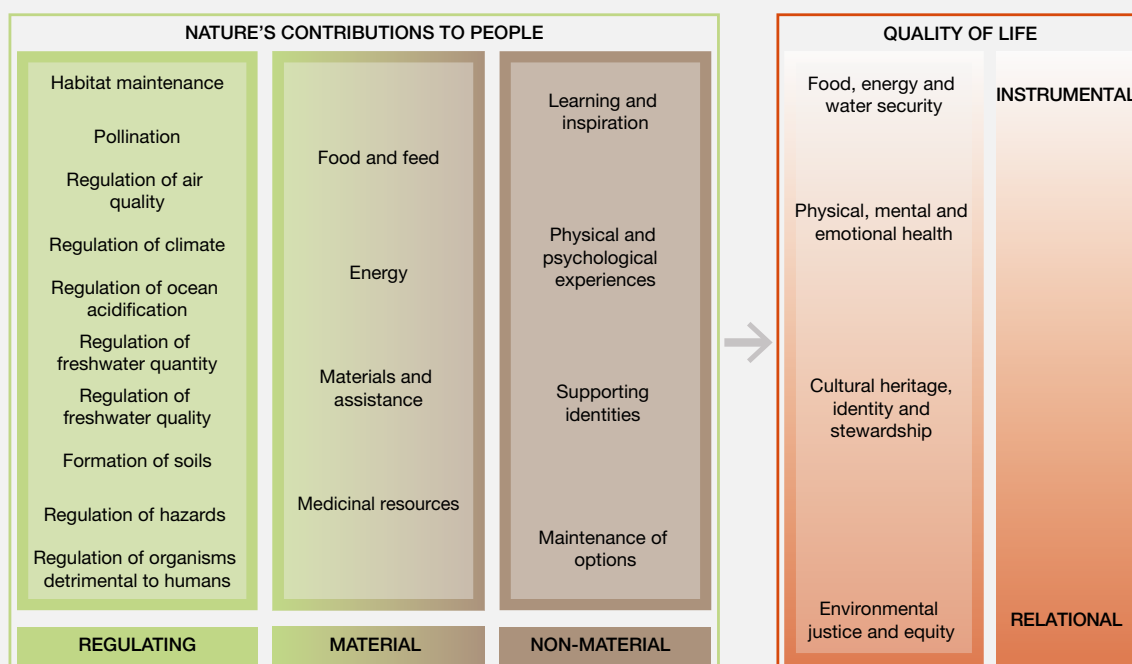 NATURE'S CONTRIBUTIONS TO PEOPLE
Habitat maintenance
Pollination
Regulation of air
quality
Regulation of climate
Regulation of ocean
acidification
Regulation of
freshwater quantity
Regulation of
freshwater quality
Formation of soils
Regulation of hazards
Regulation of organisms
detrimental to humans
REGULATING
Food and feed
Energy
Materials and
assistance
Medicinal resources
MATERIAL
Learning and
inspiration
Physical and
psychological
experiences
Supporting
identities
Maintenance of
options
NON-MATERIAL
QUALITY OF LIFE
Food, energy and
water security
Physical, mental and
emotional health
Cultural heritage,
identity and
stewardship
Environmental
justice and equity
INSTRUMENTAL
RELATIONAL